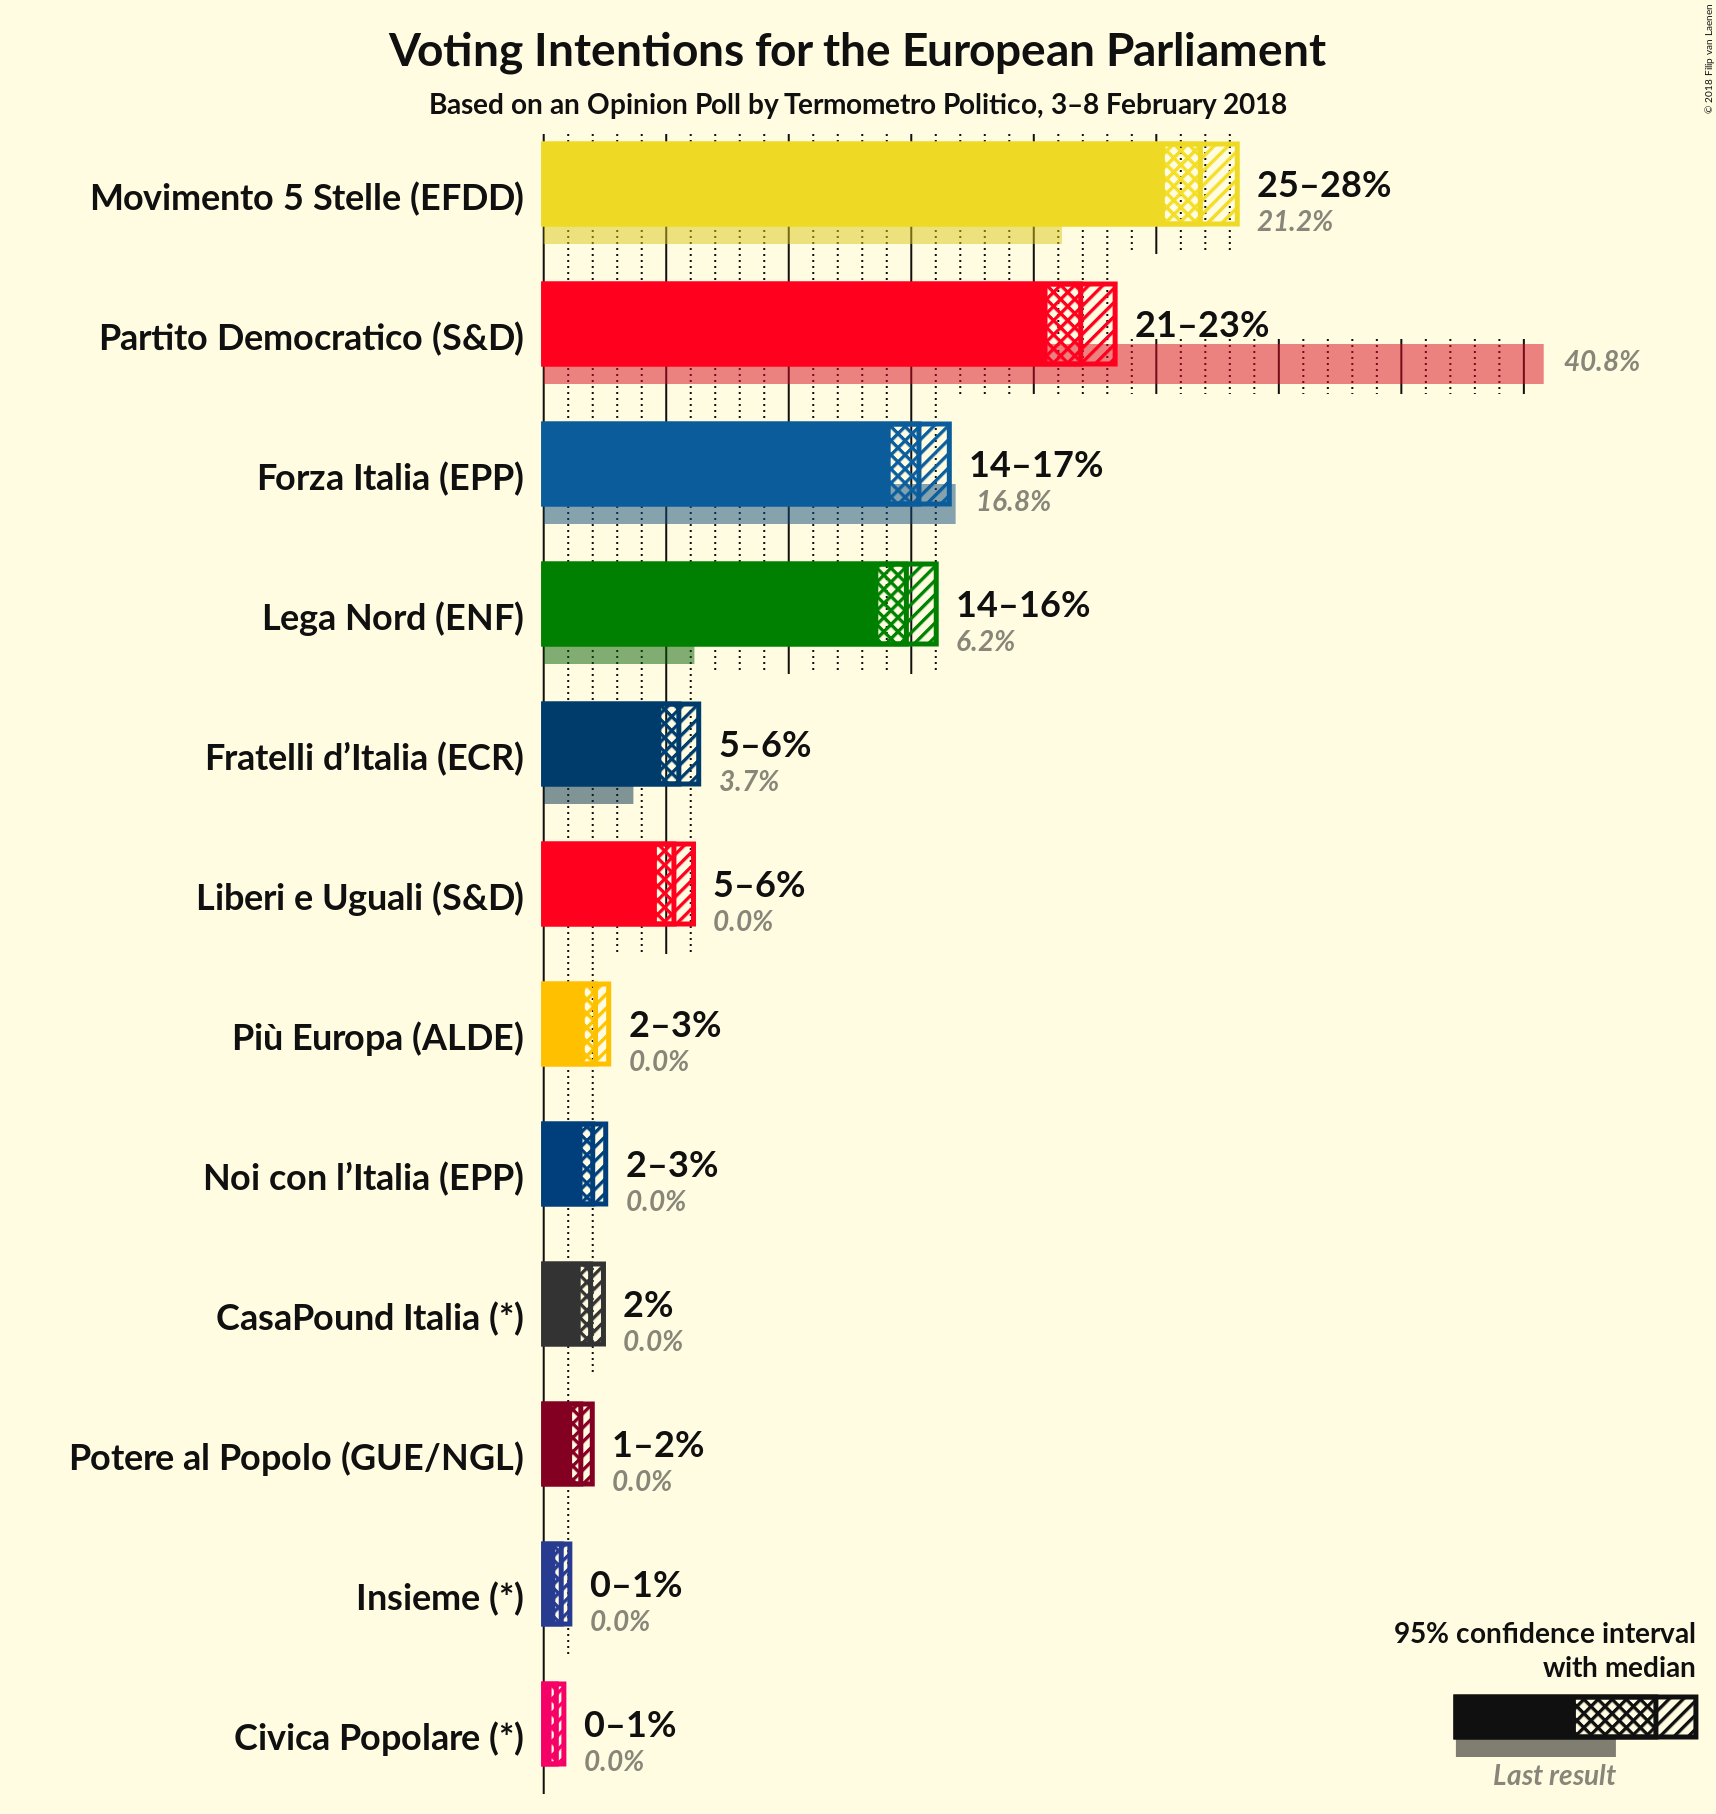 Voting Intentions for the European Parliament
Based on an Opinion Poll by Termometro Politico, 3–8 February 2018
© 2018 Filip van Laenen
Movimento 5 Stelle (EFDD)
25–28%
21.2%
Partito Democratico (S&D)
21–23%
40.8%
Forza Italia (EPP)
14–17%
16.8%
Lega Nord (ENF)
14–16%
6.2%
Fratelli d’Italia (ECR)
5–6%
3.7%
Liberi e Uguali (S&D)
5–6%
0.0%
Più Europa (ALDE)
2–3%
0.0%
Noi con l’Italia (EPP)
2–3%
0.0%
CasaPound Italia (*)
2%
0.0%
Potere al Popolo (GUE/NGL)
1–2%
0.0%
Insieme (*)
0–1%
0.0%
Civica Popolare (*)
0–1%
0.0%
95% confidence interval
with median
Last result